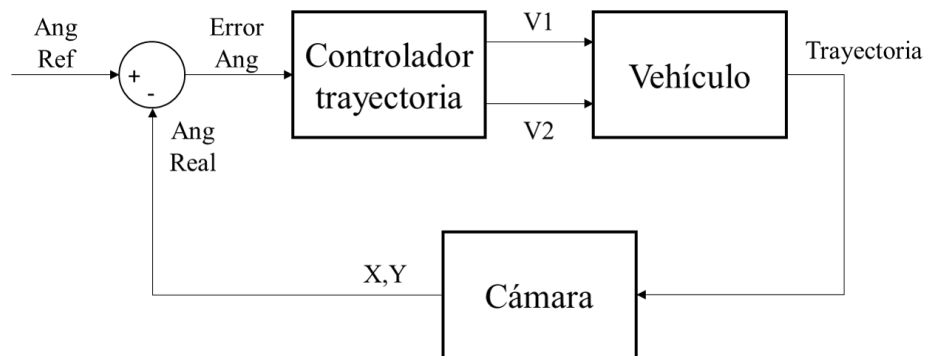 Ang
Ref
+
-
Error
Ang
Controlador
trayectoria
V1
V2
Vehículo
Trayectoria
Ang
Real
X,Y
Cámara